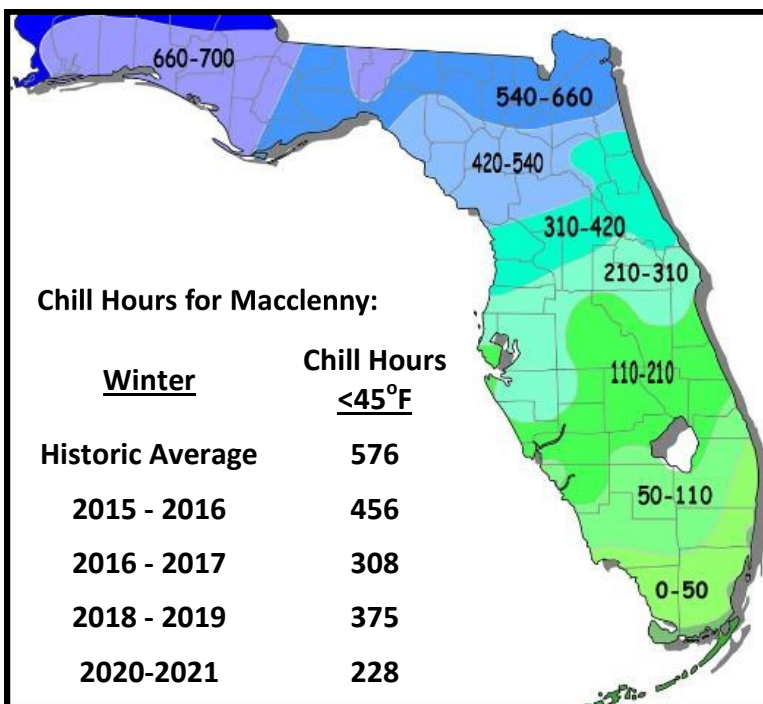 660-700
540-660
420-540
310-420
210-310
Chill Hours for Macclenny:
110-210
Winter
Chill Hours
<45°F
Historic Average 576
2015 - 2016 456
50-110
2016 - 2017 308
0-50
2018 - 2019 375
2020-2021 228